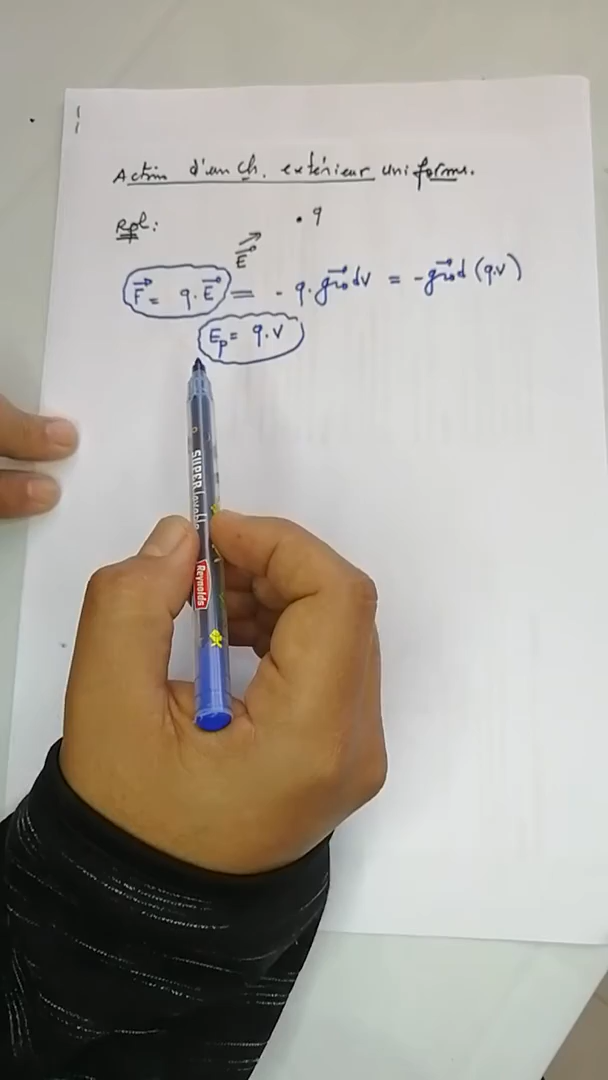 Action d'un ch. extérieur uniforme.
Rpl:
• q
E⃗
F⃗ = q.E⃗ = - q.grad⃗V = - grad⃗(q.V)
Ep = q.V
SUPER
Reynolds